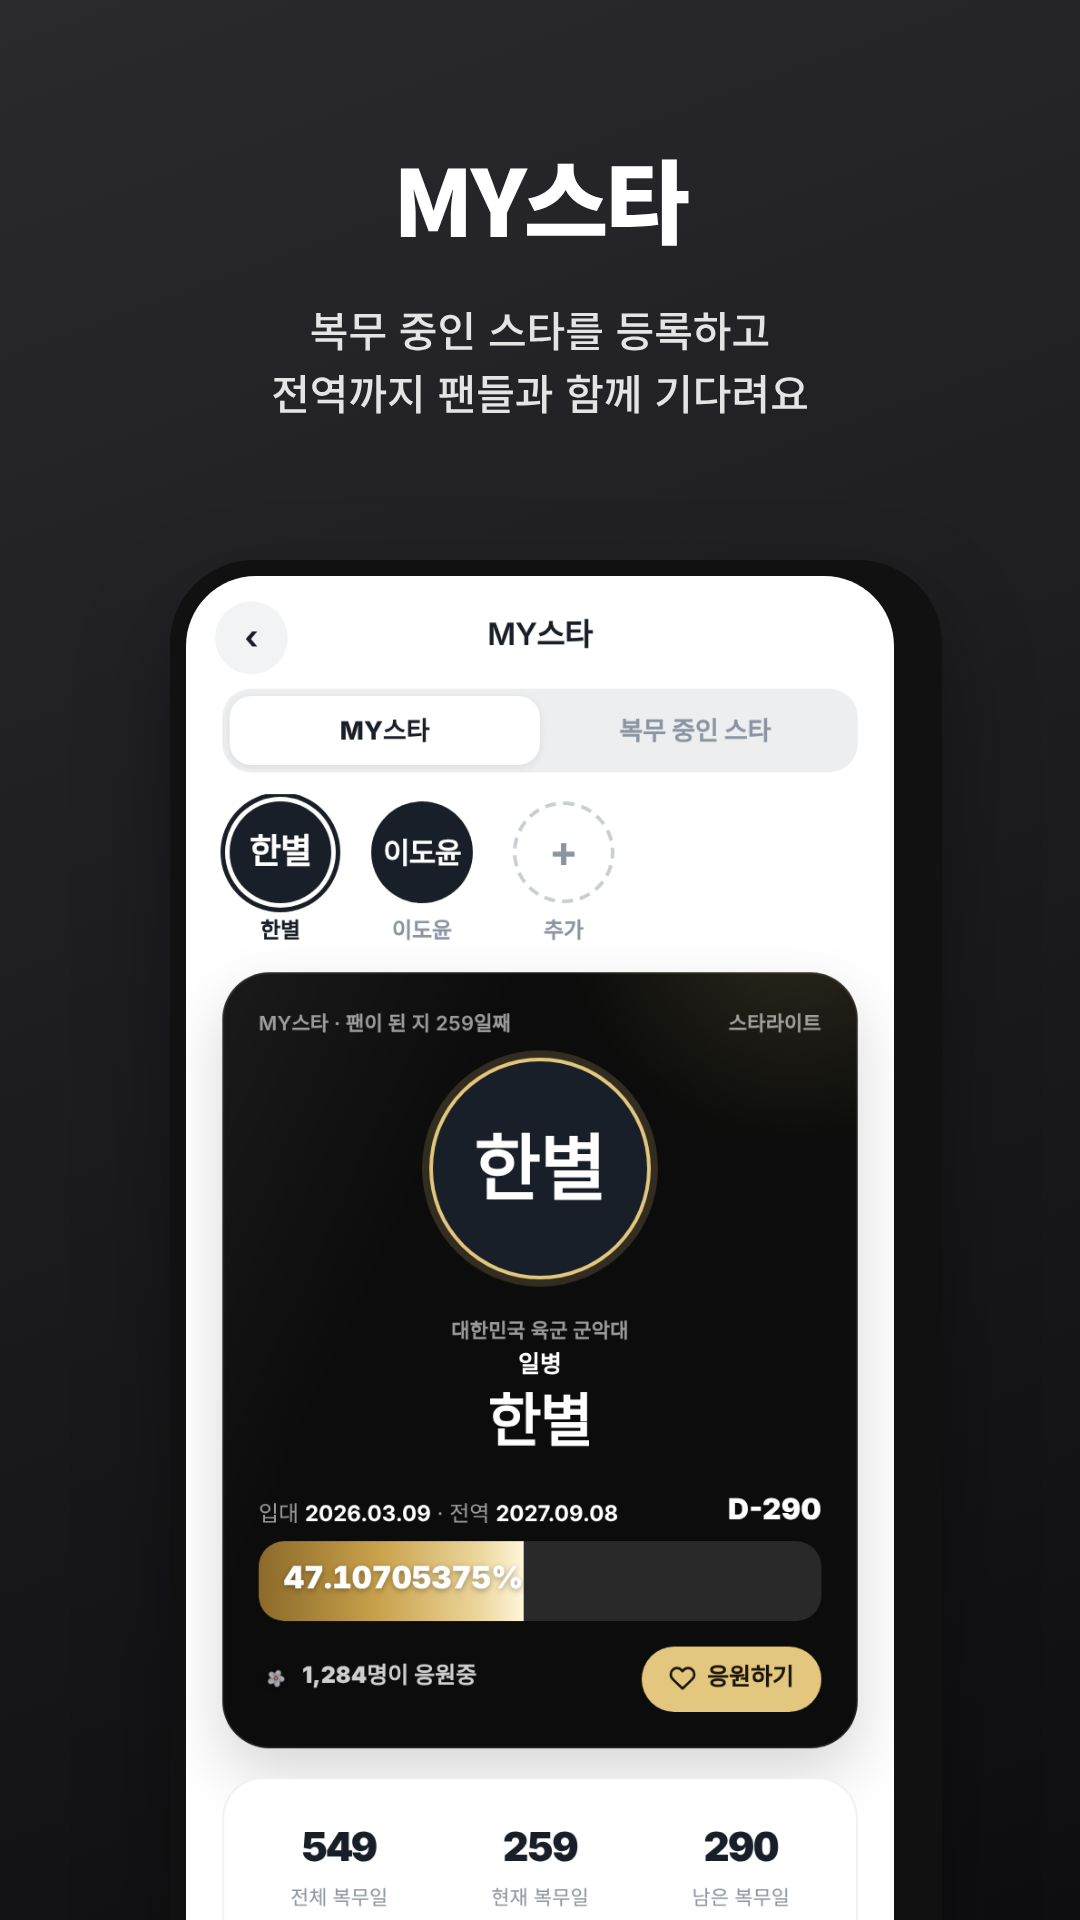 MY스타
복무 중인 스타를 등록하고
전역까지 팬들과 함께 기다려요
‹
MY스타
MY스타
복무 중인 스타
한별
이도윤
+
한별
이도윤
추가
MY스타 · 팬이 된 지 259일째
스타라이트
한별
대한민국 육군 군악대
일병
한별
입대 2026.03.09 · 전역 2027.09.08
D-290
47.10705375%
1,284명이 응원중
응원하기
549
259
290
전체 복무일
현재 복무일
남은 복무일